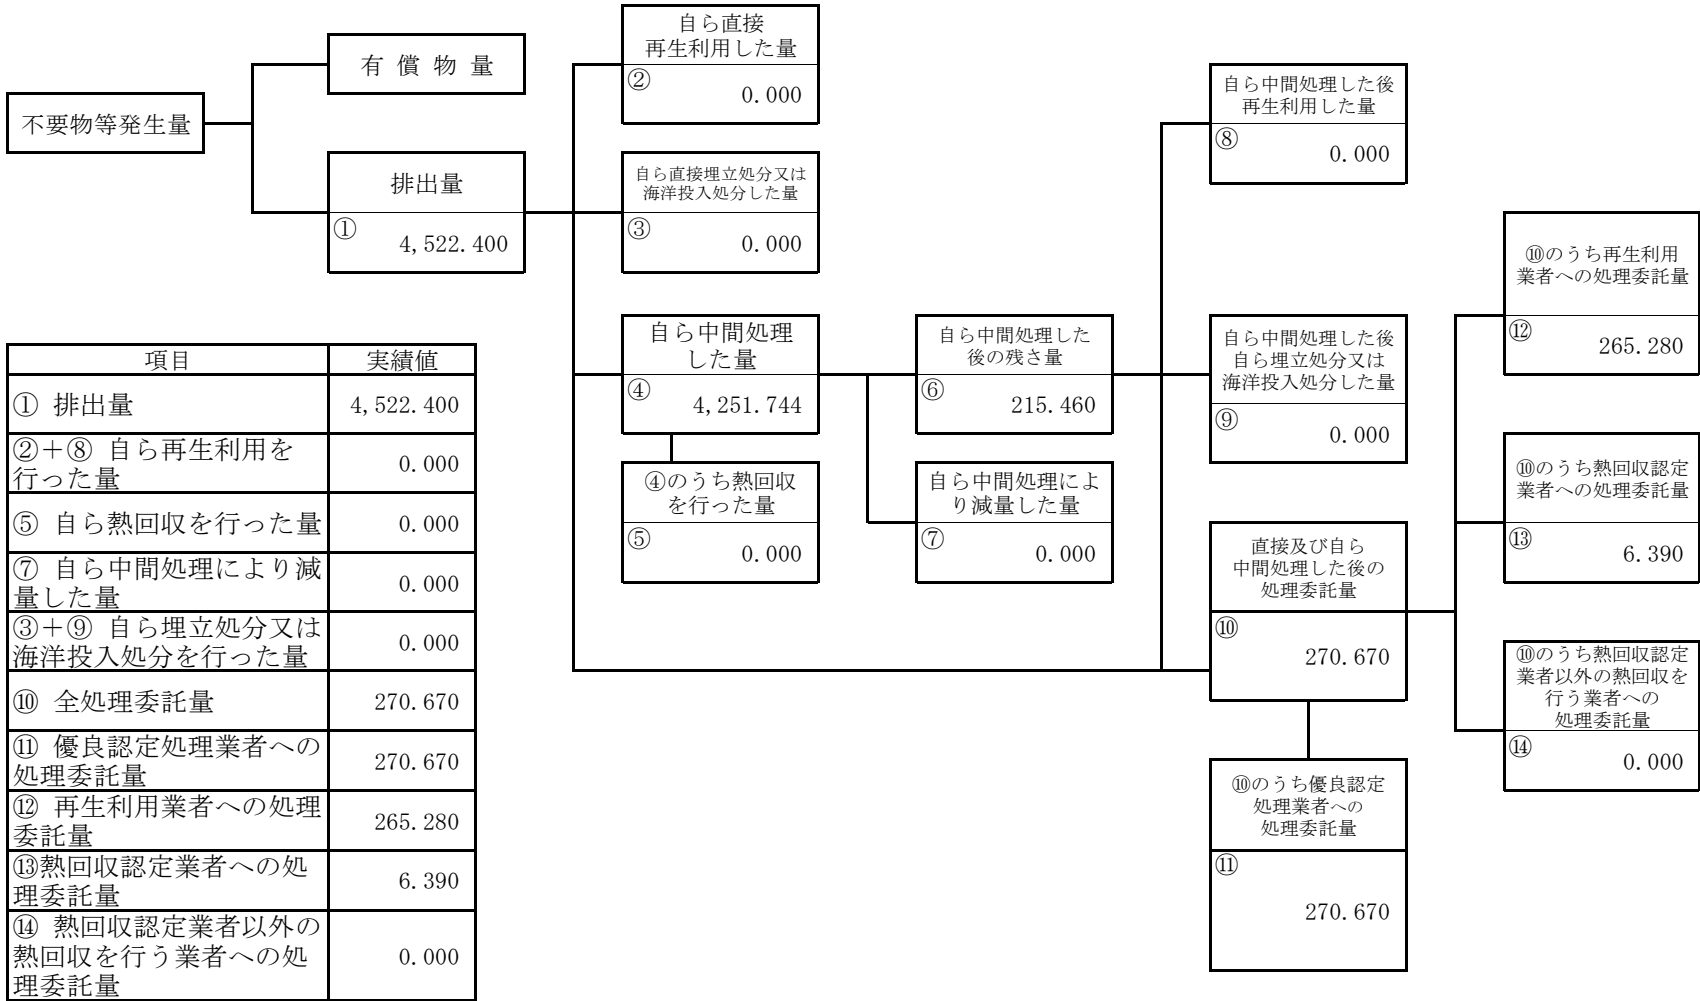 不要物等発生量
有 償 物 量
排出量
① 4,522.400
自ら直接
再生利用した量
② 0.000
自ら直接埋立処分又は
海洋投入処分した量
③ 0.000
自ら中間処理
した量
④ 4,251.744
④のうち熱回収
を行った量
⑤ 0.000
自ら中間処理した
後の残さ量
⑥ 215.460
自ら中間処理によ
り減量した量
⑦ 0.000
自ら中間処理した後
再生利用した量
⑧ 0.000
自ら中間処理した後
自ら埋立処分又は
海洋投入処分した量
⑨ 0.000
直接及び自ら
中間処理した後の
処理委託量
⑩ 270.670
⑩のうち優良認定
処理業者への
処理委託量
⑪ 270.670
⑩のうち再生利用
業者への処理委託量
⑫ 265.280
⑩のうち熱回収認定
業者への処理委託量
⑬ 6.390
⑩のうち熱回収認定
業者以外の熱回収を
行う業者への
処理委託量
⑭ 0.000
項目 実績値
① 排出量 4,522.400
②+⑧ 自ら再生利用を
行った量 0.000
⑤ 自ら熱回収を行った量 0.000
⑦ 自ら中間処理により減
量した量 0.000
③+⑨ 自ら埋立処分又は
海洋投入処分を行った量 0.000
⑩ 全処理委託量 270.670
⑪ 優良認定処理業者への
処理委託量 270.670
⑫ 再生利用業者への処理
委託量 265.280
⑬熱回収認定業者への処
理委託量 6.390
⑭ 熱回収認定業者以外の
熱回収を行う業者への処
理委託量 0.000